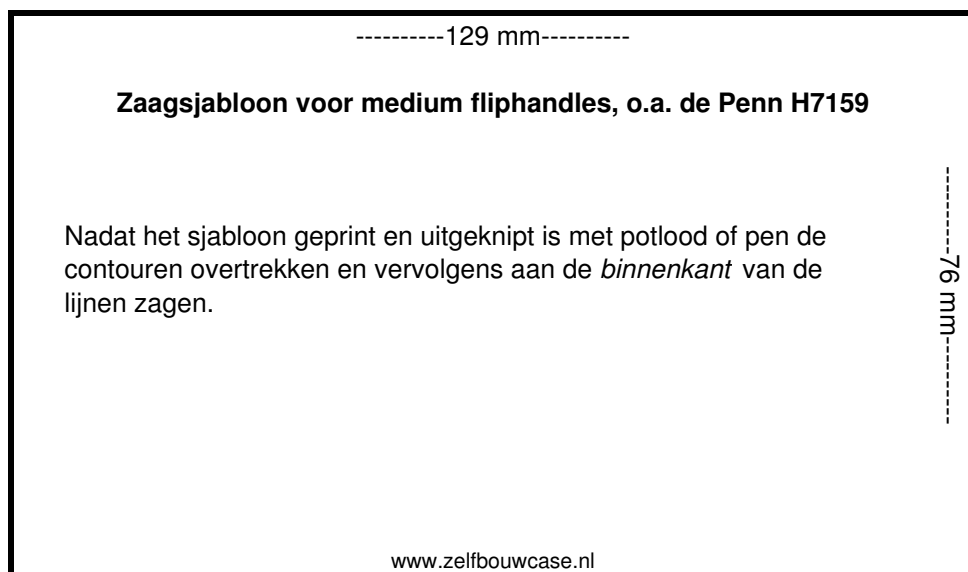 ----------129 mm----------
Zaagsjabloon voor medium fliphandles, o.a. de Penn H7159
Nadat het sjabloon geprint en uitgeknipt is met potlood of pen de
contouren overtrekken en vervolgens aan de binnenkant van de
lijnen zagen.
----------76 mm----------
www.zelfbouwcase.nl